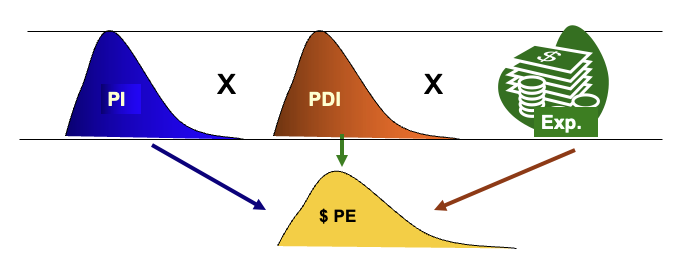 PI X PDI X $
Exp.
$ PE